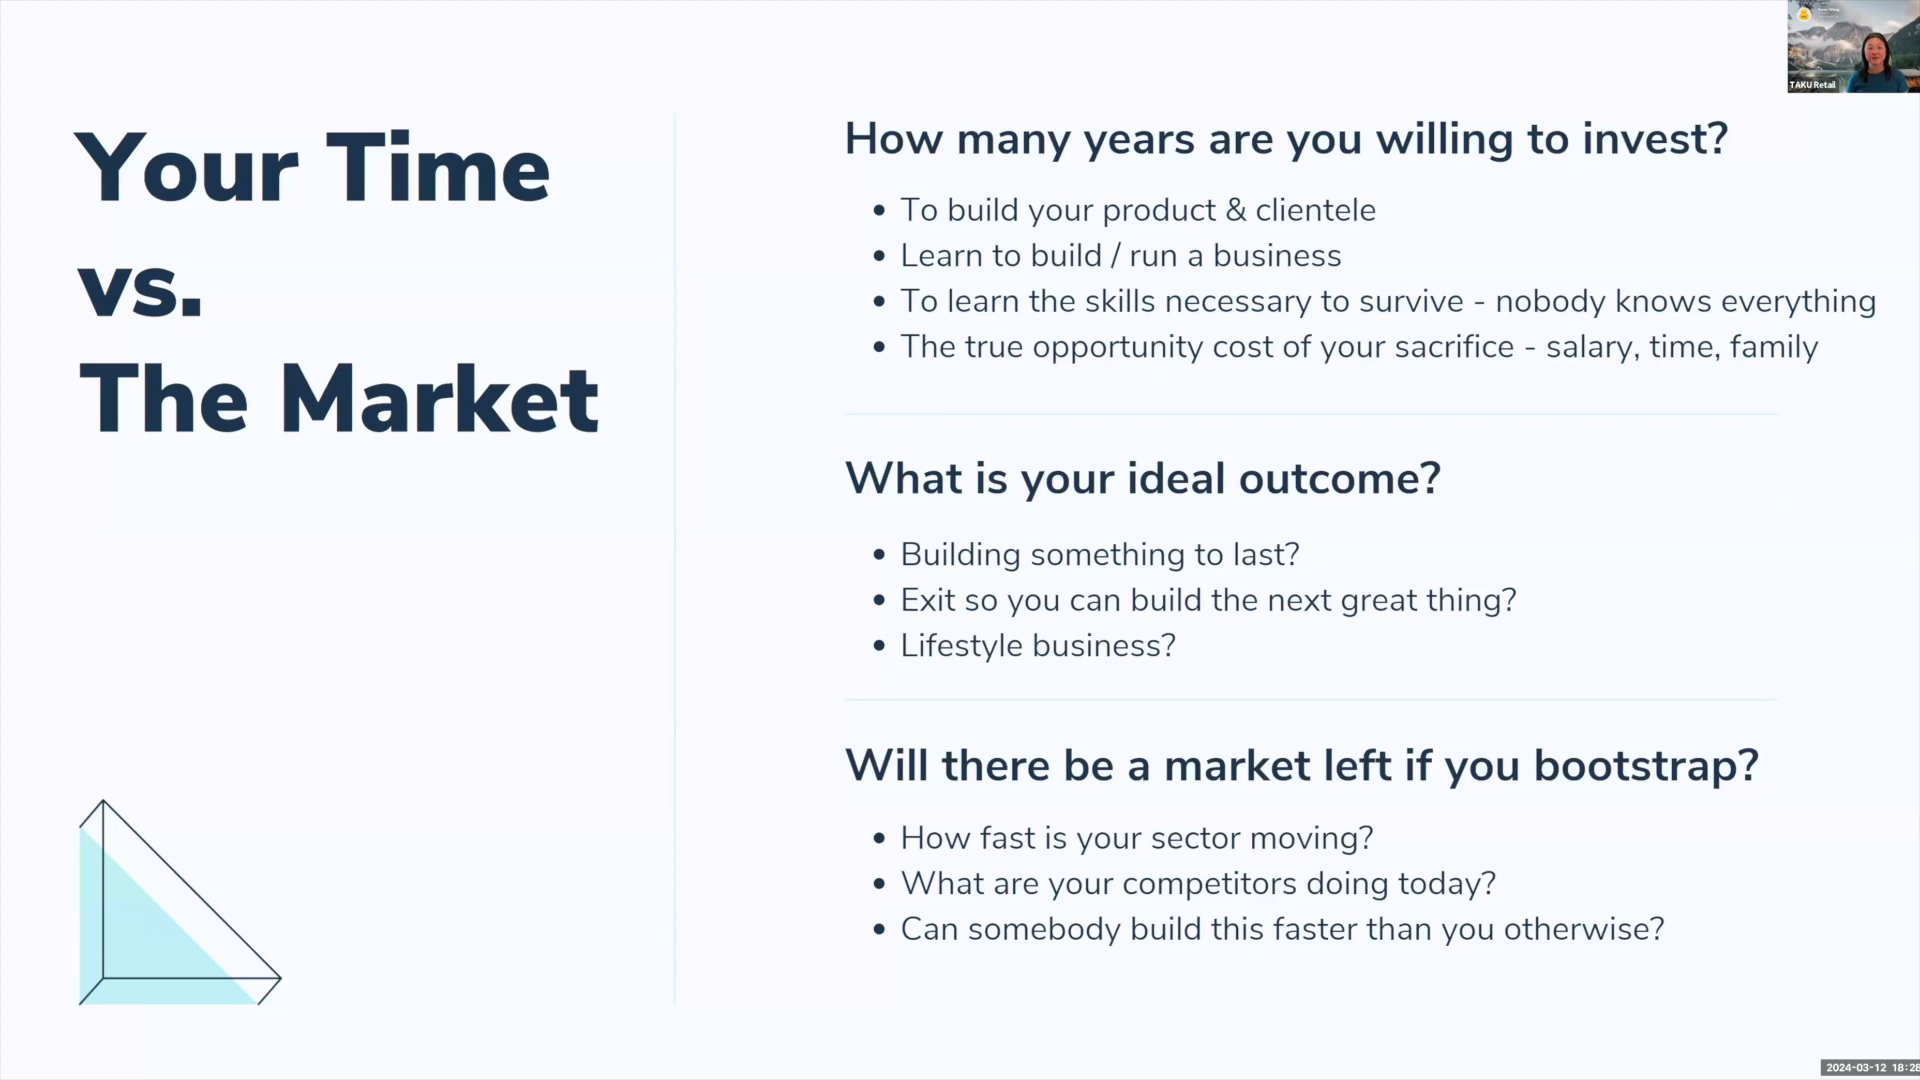 Your Time
vs.
The Market
How many years are you willing to invest?
To build your product & clientele
Learn to build / run a business
To learn the skills necessary to survive - nobody knows everything
The true opportunity cost of your sacrifice - salary, time, family
What is your ideal outcome?
Building something to last?
Exit so you can build the next great thing?
Lifestyle business?
Will there be a market left if you bootstrap?
How fast is your sector moving?
What are your competitors doing today?
Can somebody build this faster than you otherwise?
TAKU Retail
2024-03-12 18:28